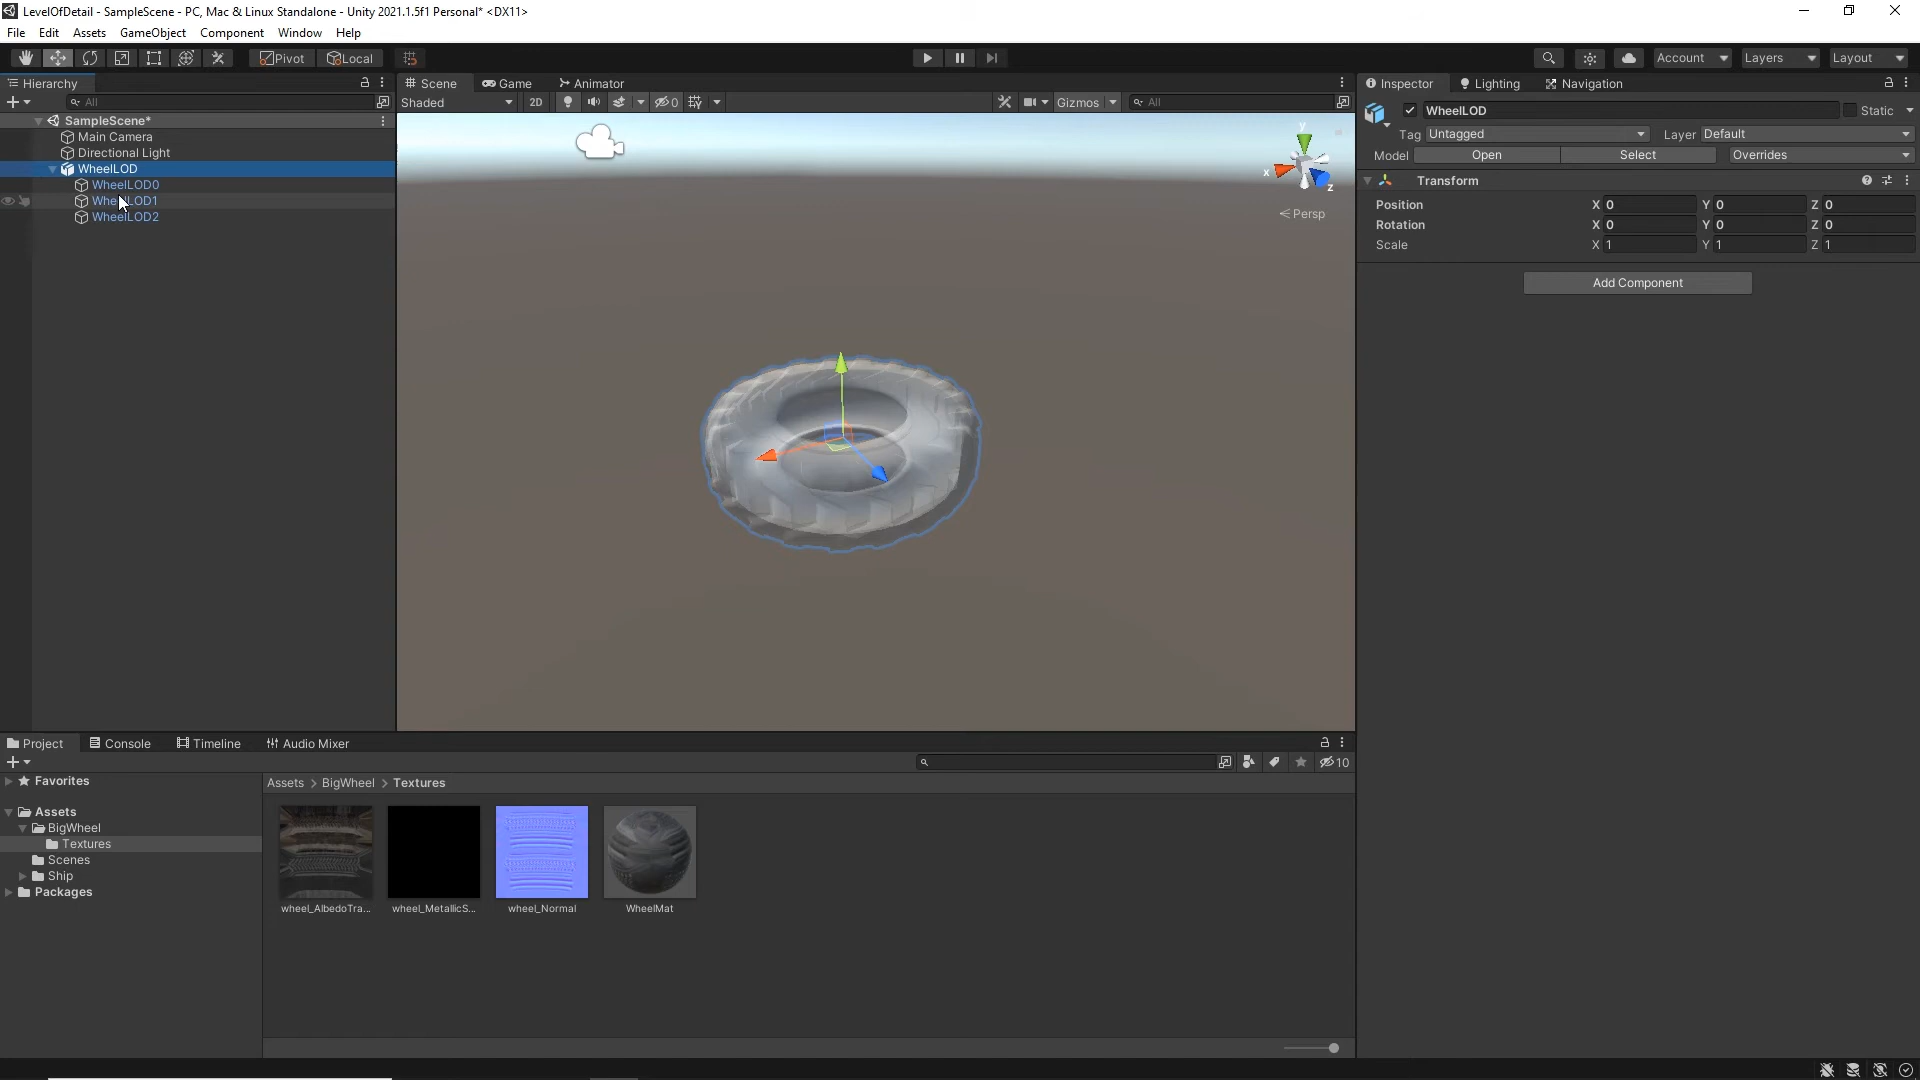 LevelOfDetail - SampleScene - PC, Mac & Linux Standalone - Unity 2021.1.5f1 Personal* <DX11>
File Edit Assets GameObject Component Window Help
Pivot Local Account Layers Layout
Hierarchy
All
SampleScene*
Main Camera
Directional Light
WheelLOD
WheelLOD0
WheelLOD1
WheelLOD2
Scene Game Animator
Shaded 2D 0 Gizmos All
y
x
z
Persp
Inspector Lighting Navigation
WheelLOD Static
Tag Untagged Layer Default
Model Open Select Overrides
Transform
Position X 0 Y 0 Z 0
Rotation X 0 Y 0 Z 0
Scale X 1 Y 1 Z 1
Add Component
Project Console Timeline Audio Mixer
10
Favorites
Assets
BigWheel
Textures
Scenes
Ship
Packages
Assets > BigWheel > Textures
wheel_AlbedoTra... wheel_MetallicS... wheel_Normal WheelMat